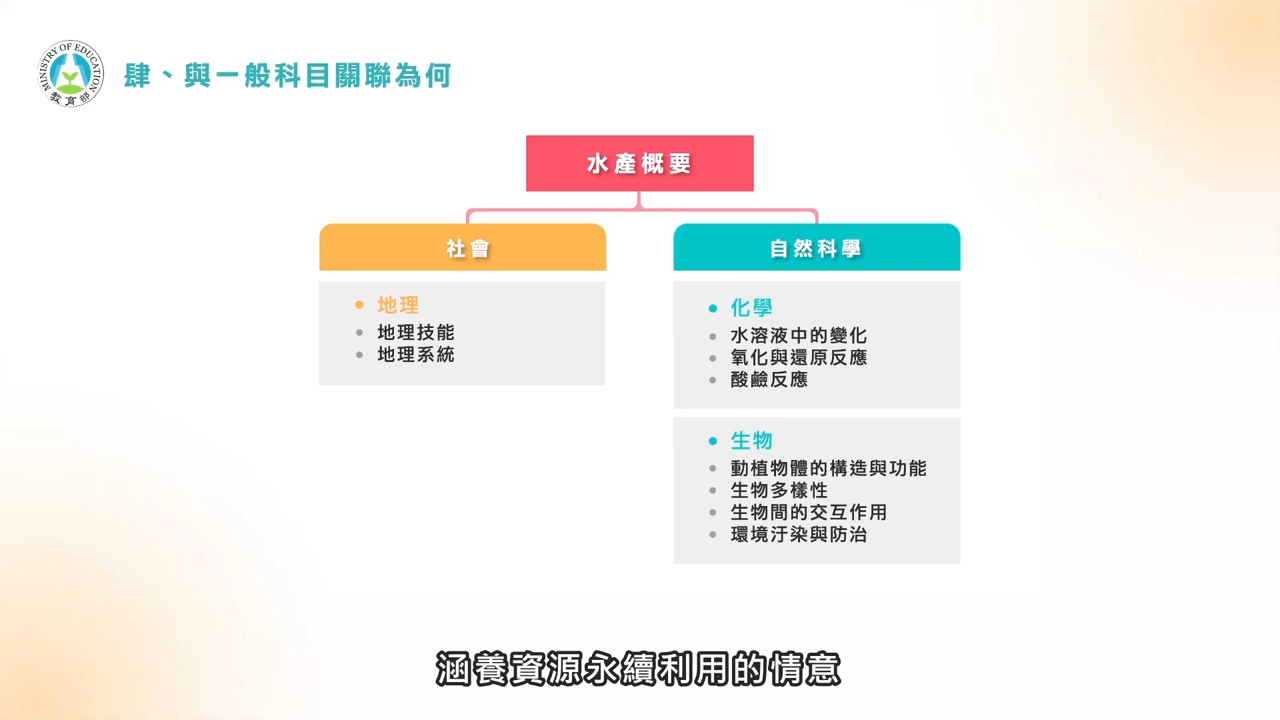 MINISTRY OF EDUCATION
教育部
肆、與一般科目關聯為何
水產概要
社會
自然科學
地理
地理技能
地理系統
化學
水溶液中的變化
氧化與還原反應
酸鹼反應
生物
動植物體的構造與功能
生物多樣性
生物間的交互作用
環境汙染與防治
涵養資源永續利用的情意